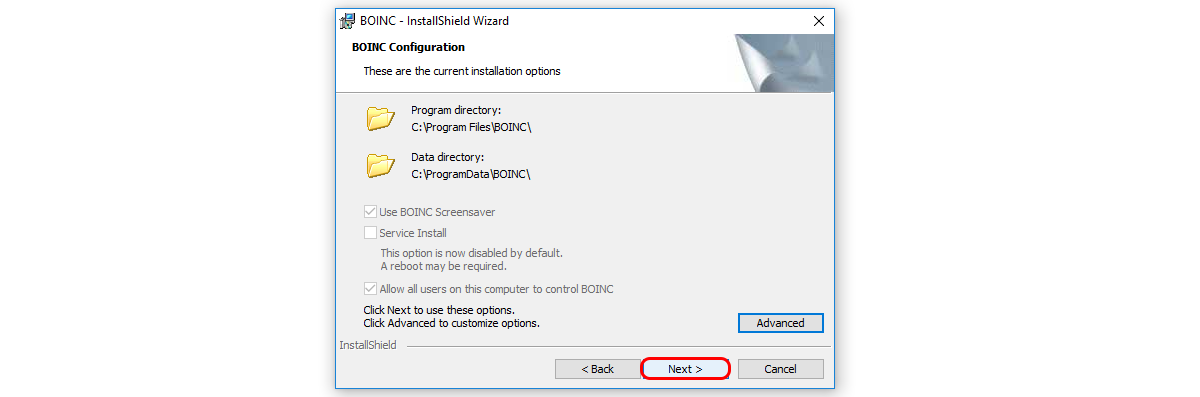 BOINC - InstallShield Wizard
BOINC Configuration
These are the current installation options
Program directory:
C:\Program Files\BOINC\
Data directory:
C:\ProgramData\BOINC\
Use BOINC Screensaver
Service Install
This option is now disabled by default.
A reboot may be required.
Allow all users on this computer to control BOINC
Click Next to use these options.
Click Advanced to customize options.
Advanced
InstallShield
< Back
Next >
Cancel